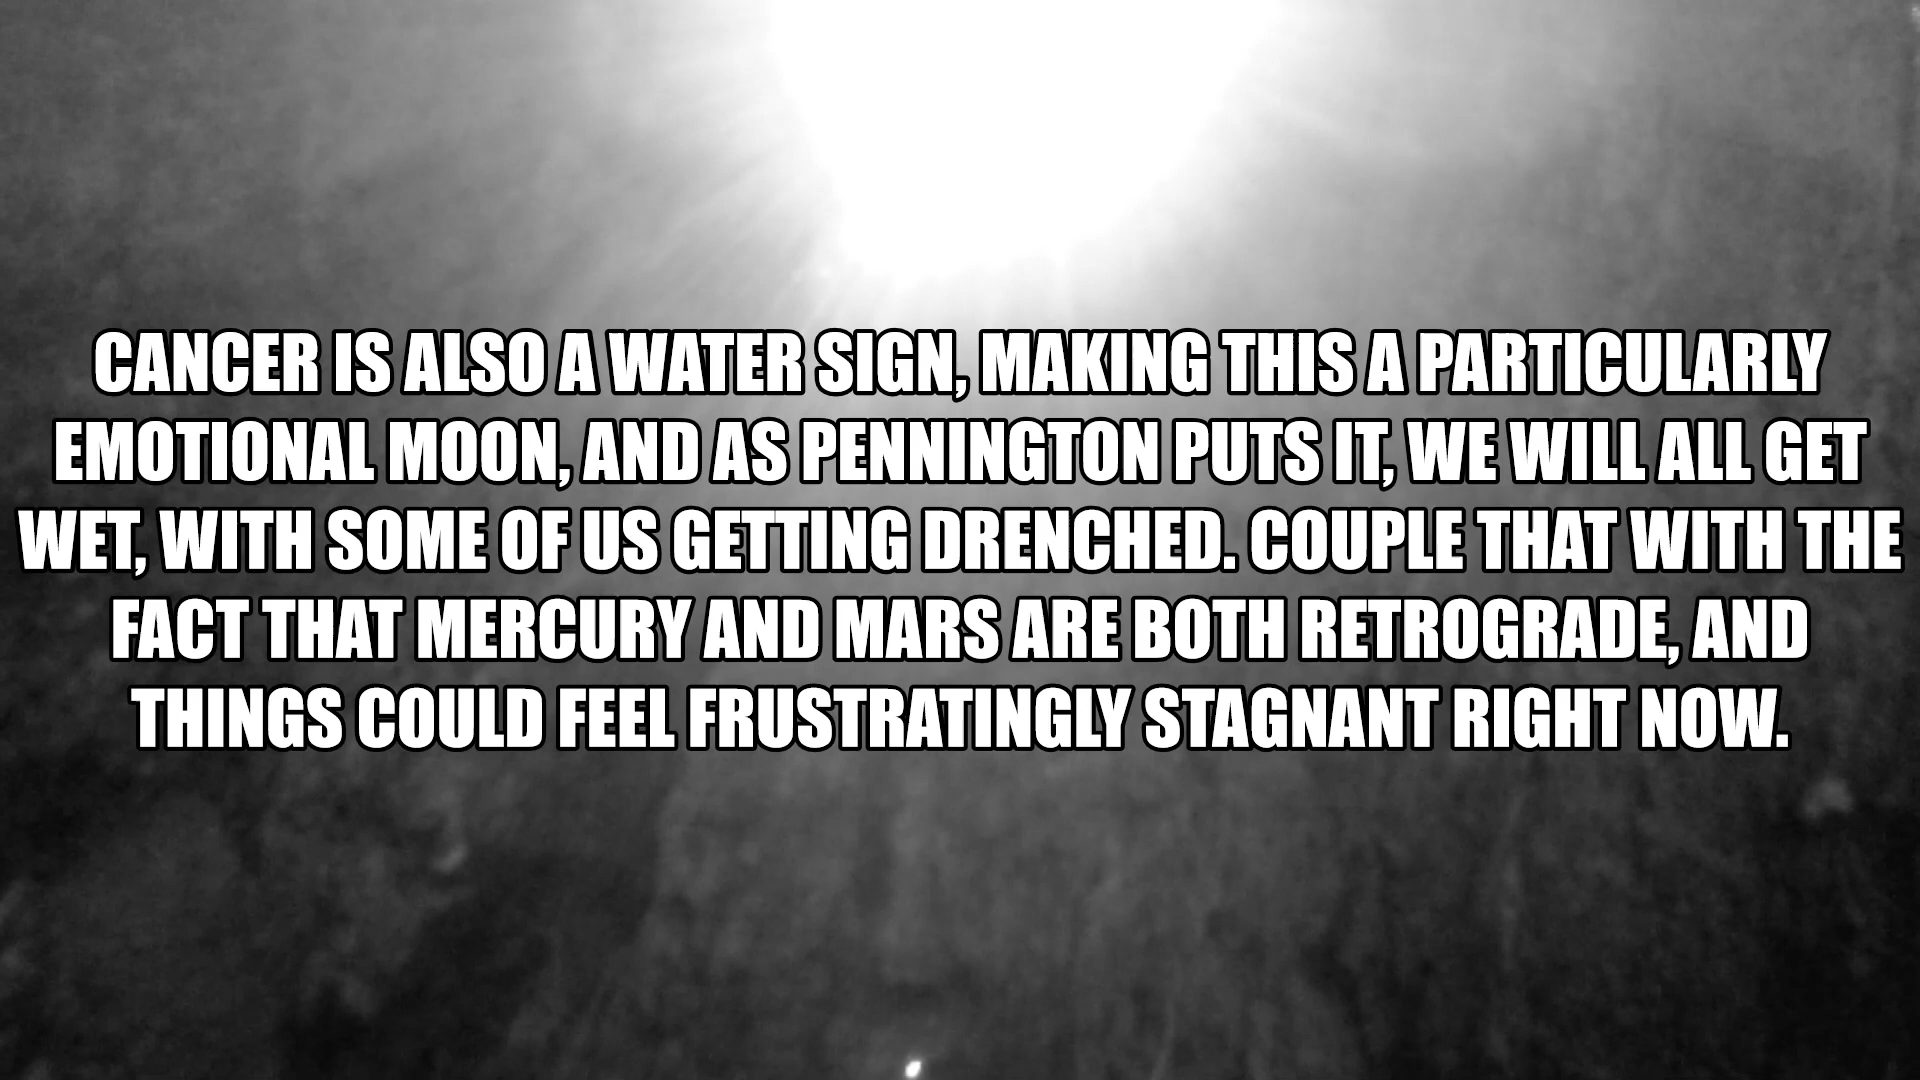 CANCER IS ALSO A WATER SIGN, MAKING THIS A PARTICULARLY
EMOTIONAL MOON, AND AS PENNINGTON PUTS IT, WE WILL ALL GET
WET, WITH SOME OF US GETTING DRENCHED. COUPLE THAT WITH THE
FACT THAT MERCURY AND MARS ARE BOTH RETROGRADE, AND
THINGS COULD FEEL FRUSTRATINGLY STAGNANT RIGHT NOW.